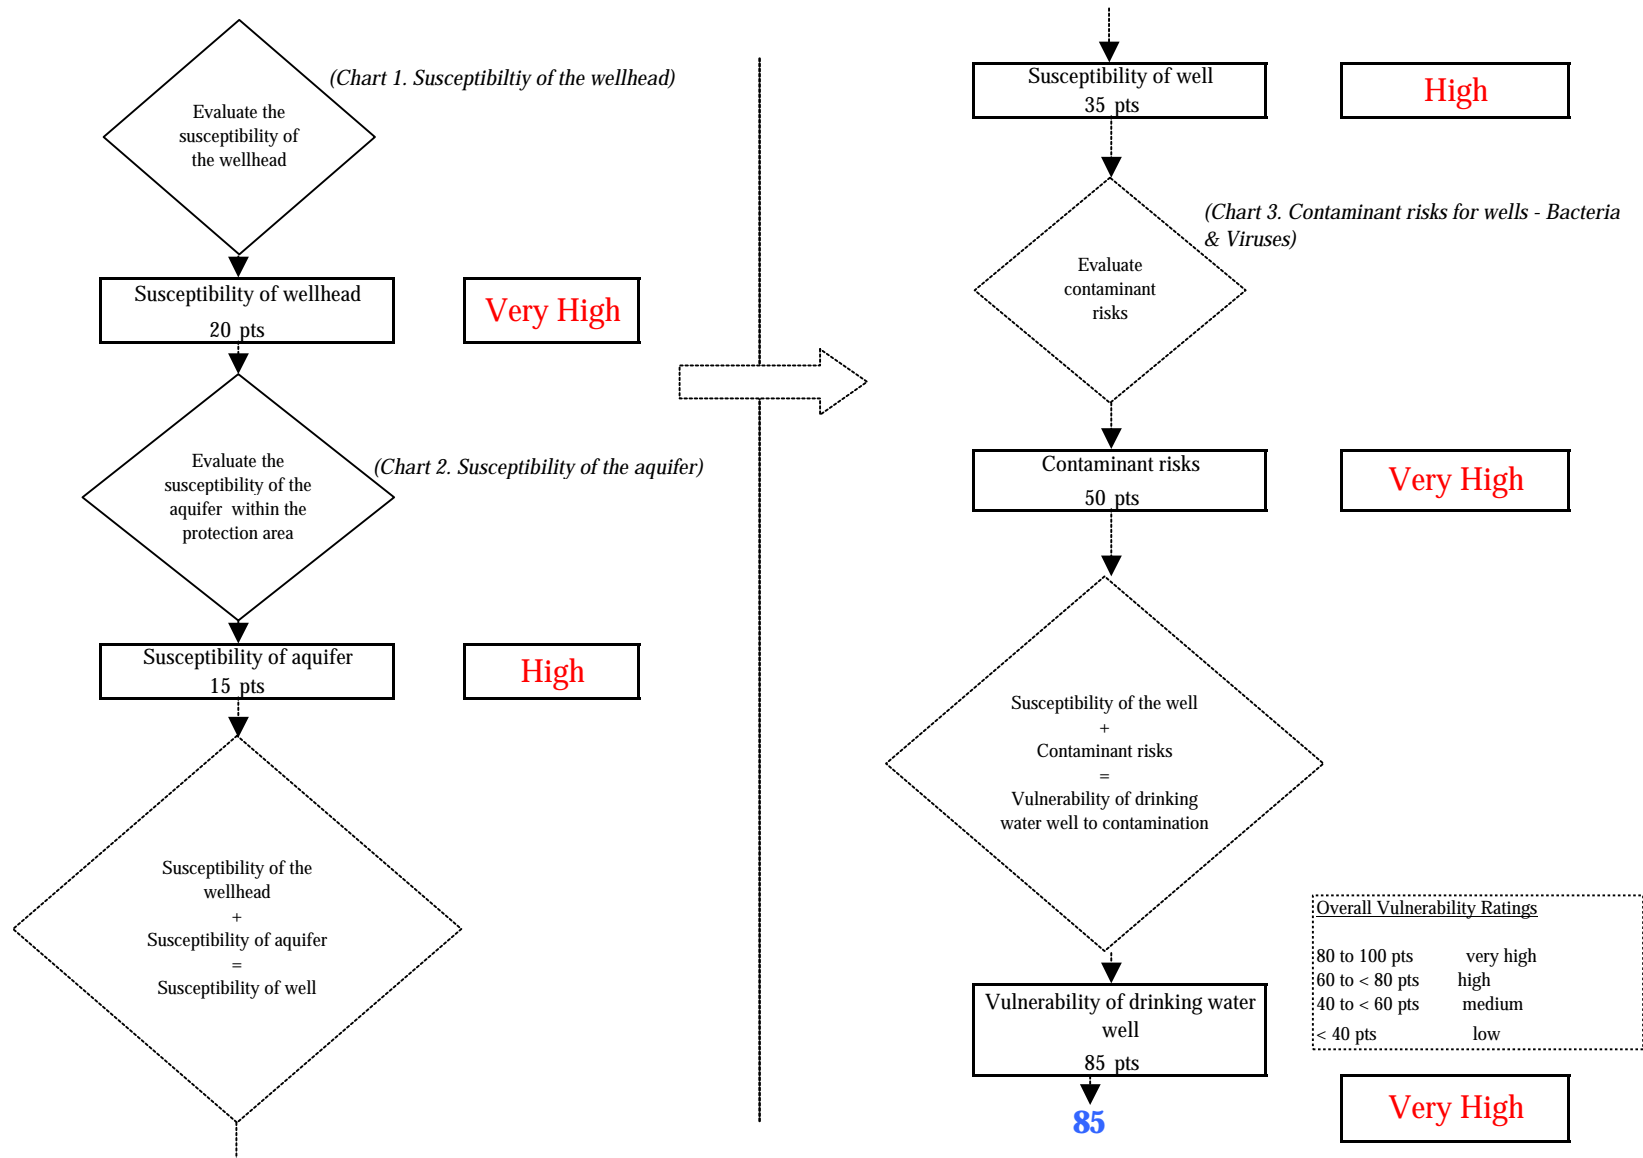 (Chart 1. Susceptibiltiy of the wellhead)
Evaluate the
susceptibility of
the wellhead
Susceptibility of wellhead
20 pts
Very High
Evaluate the
susceptibility of the
aquifer within the
protection area
(Chart 2. Susceptibility of the aquifer)
Susceptibility of aquifer
15 pts
High
Susceptibility of the
wellhead
+
Susceptibility of aquifer
=
Susceptibility of well
Susceptibility of well
35 pts
High
(Chart 3. Contaminant risks for wells - Bacteria
& Viruses)
Evaluate
contaminant
risks
Contaminant risks
50 pts
Very High
Susceptibility of the well
+
Contaminant risks
=
Vulnerability of drinking
water well to contamination
Overall Vulnerability Ratings
80 to 100 pts very high
60 to < 80 pts high
40 to < 60 pts medium
< 40 pts low
Vulnerability of drinking water
well
85 pts
85
Very High